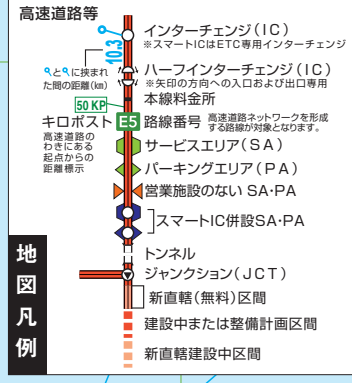 高速道路等
インターチェンジ(IC)
※スマートICはETC専用インターチェンジ
10.3
とに挟まれ
た間の距離(km)
ハーフインターチェンジ(IC)
※矢印の方向への入口および出口専用
本線料金所
50 KP
キロポスト
高速道路の
わきにある
起点からの
距離標示
E5
路線番号
高速道路ネットワークを形成
する路線が対象となります。
サービスエリア(SA)
パーキングエリア(PA)
営業施設のない SA・PA
スマートIC併設SA・PA
トンネル
ジャンクション(JCT)
新直轄(無料)区間
建設中または整備計画区間
新直轄建設中区間
地図凡例